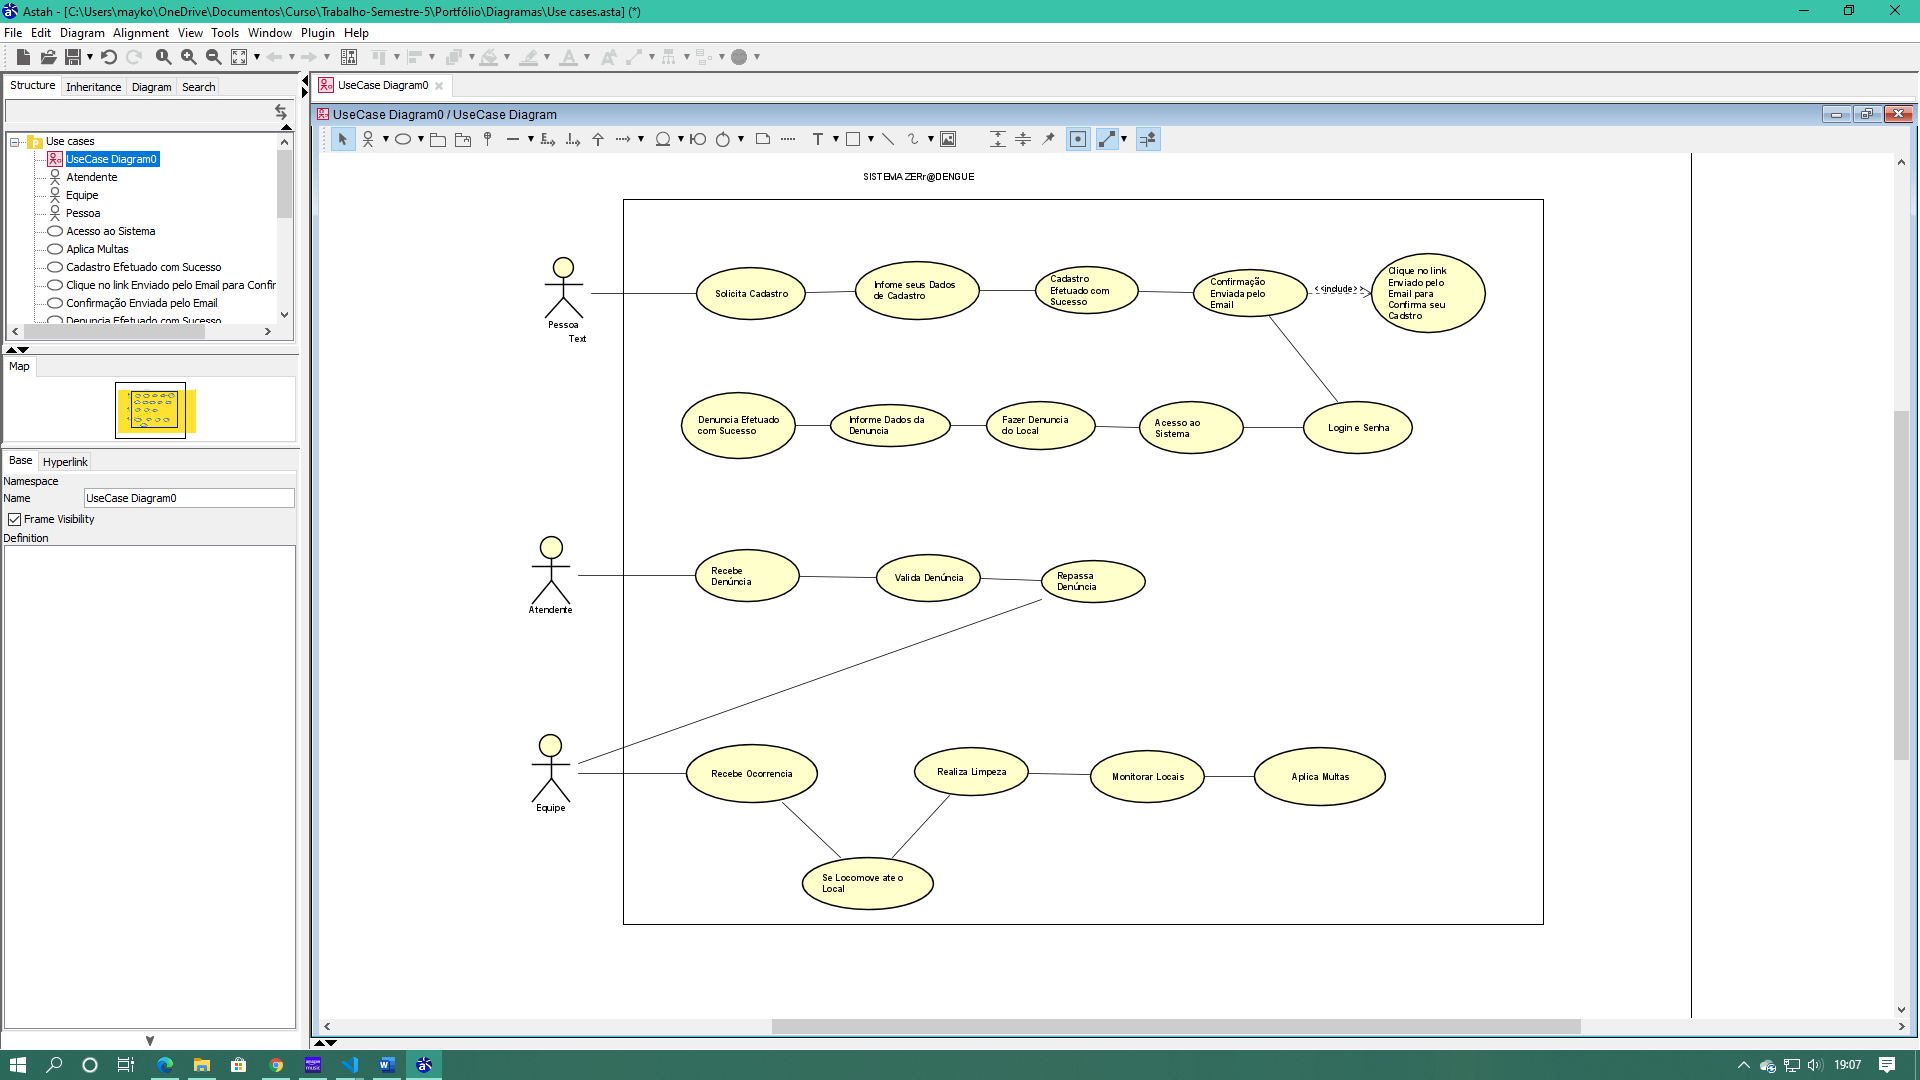 Astah - [C:\Users\mayko\OneDrive\Documentos\Curso\Trabalho-Semestre-5\Portfólio\Diagramas\Use cases.asta] (*)
File Edit Diagram Alignment View Tools Window Plugin Help
Structure Inheritance Diagram Search
UseCase Diagram0
UseCase Diagram0 / UseCase Diagram
Use cases
UseCase Diagram0
Atendente
Equipe
Pessoa
Acesso ao Sistema
Aplica Multas
Cadastro Efetuado com Sucesso
Clique no link Enviado pelo Email para Confir
Confirmação Enviada pelo Email
Denuncia Efetuado com Sucesso
Map
Base Hyperlink
Namespace
Name UseCase Diagram0
Frame Visibility
Definition
SISTEMA ZERr@DENGUE
Pessoa
Text
Solicita Cadastro
Infome seus Dados
de Cadastro
Cadastro
Efetuado com
Sucesso
Confirmação
Enviada pelo
Email
<<include>>
Clique no link
Enviado pelo
Email para
Confirma seu
Cadstro
Denuncia Efetuado
com Sucesso
Informe Dados da
Denuncia
Fazer Denuncia
do Local
Acesso ao
Sistema
Login e Senha
Atendente
Recebe
Denúncia
Valida Denúncia
Repassa
Denúncia
Equipe
Recebe Ocorrencia
Realiza Limpeza
Monitorar Locais
Aplica Multas
Se Locomove ate o
Local
19:07